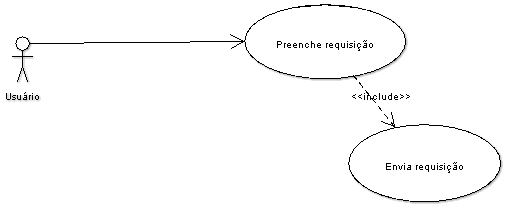 Preenche requisição
Usuário
<<include>>
Envia requisição